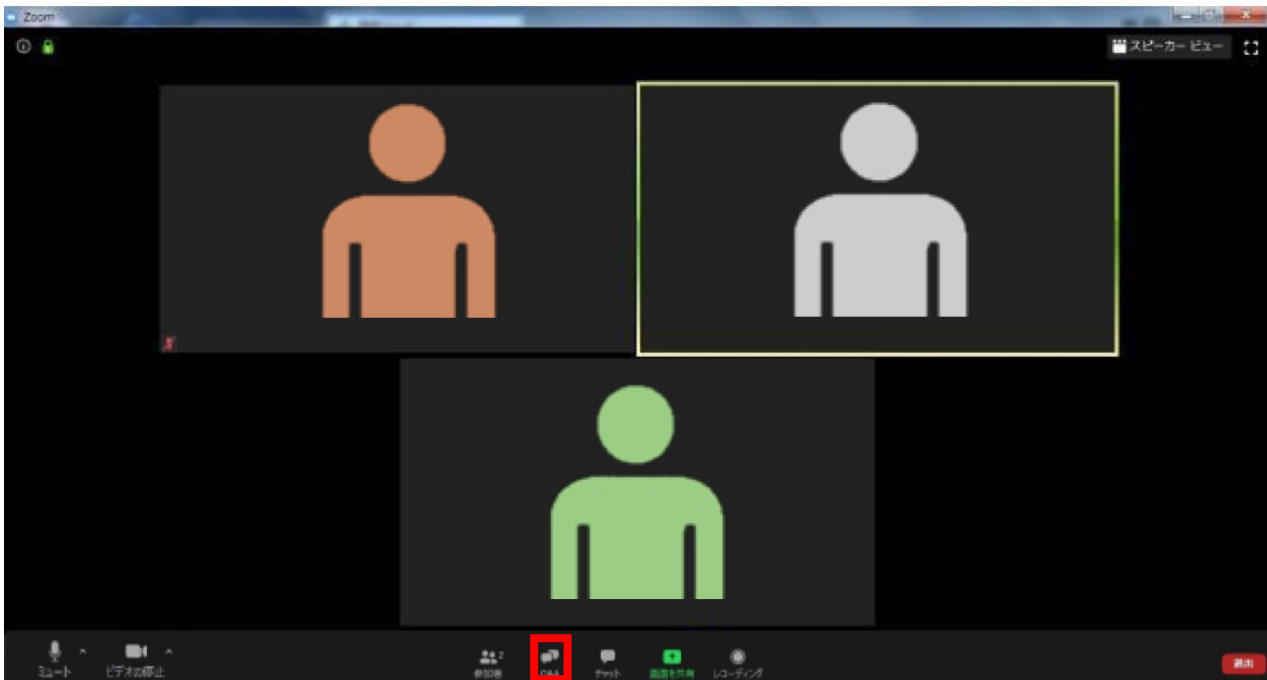 Zoom
スピーカー ビュー
ミュート
ビデオの停止
参加者
2
Q&A
チャット
画面を共有
レコーディング
退出